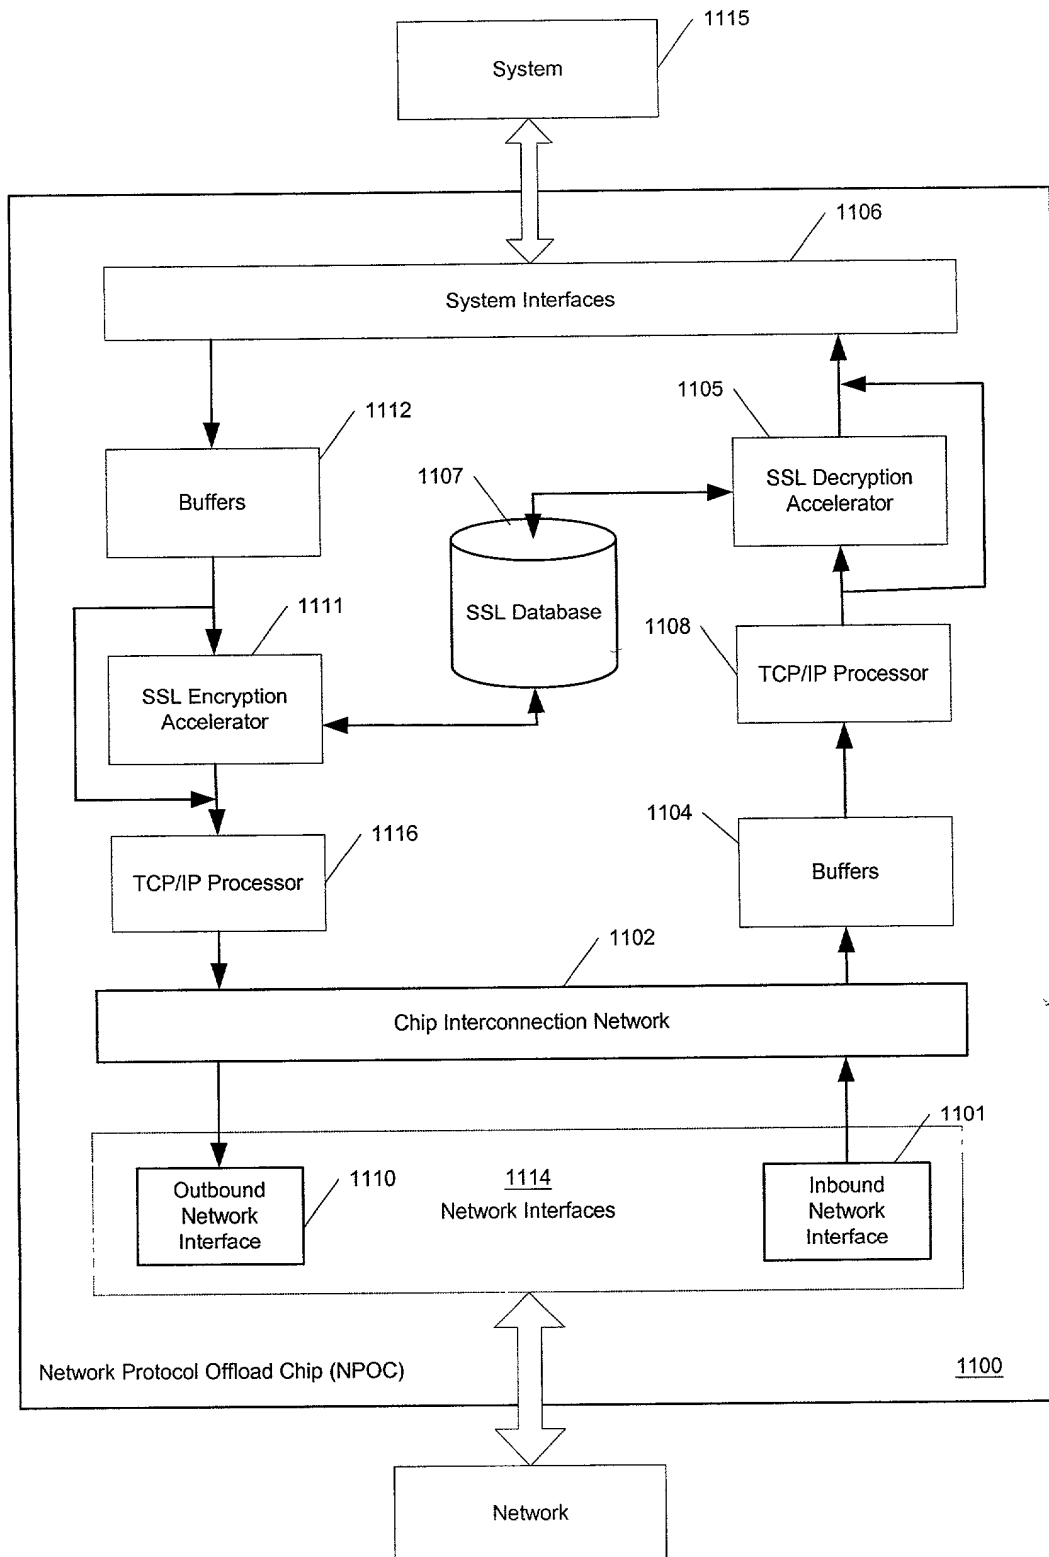 1115
System
1106
System Interfaces
1112
Buffers
1105
SSL Decryption
Accelerator
1107
SSL Database
1111
SSL Encryption
Accelerator
1108
TCP/IP Processor
1116
TCP/IP Processor
1104
Buffers
1102
Chip Interconnection Network
1101
1110
Outbound
Network
Interface
1114
Network Interfaces
Inbound
Network
Interface
Network Protocol Offload Chip (NPOC)
1100
Network